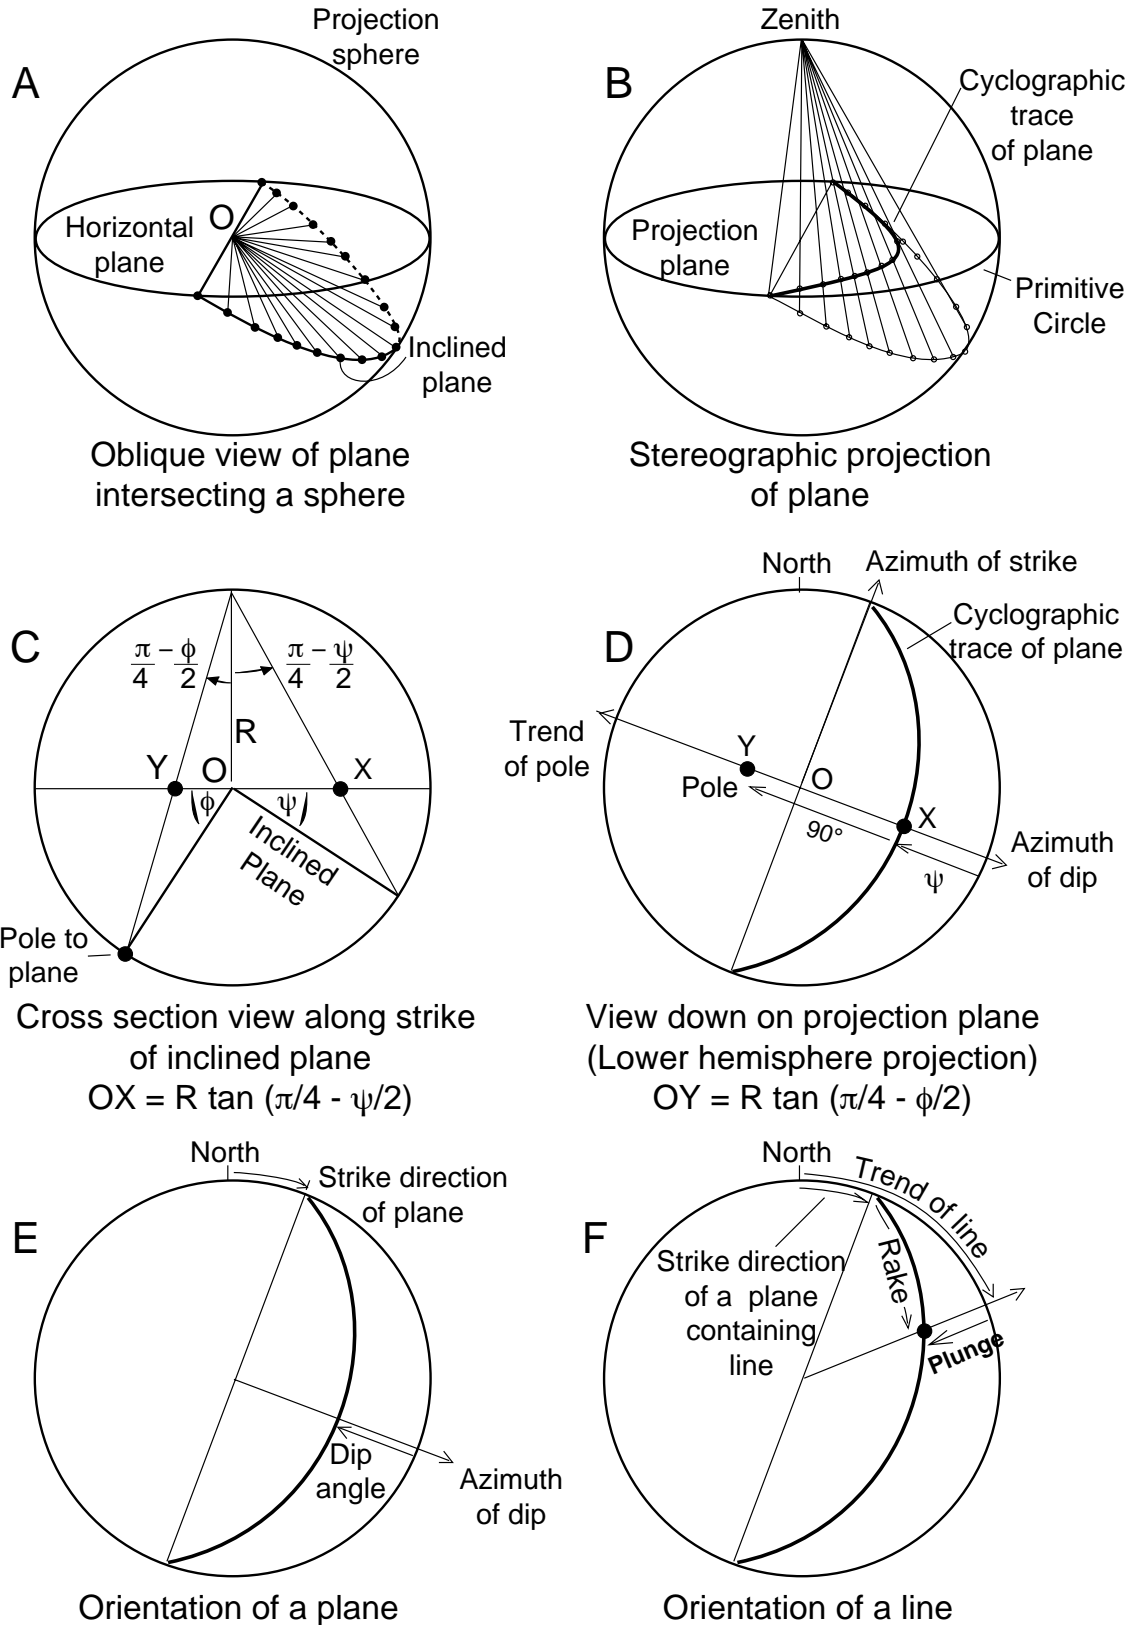 A
Projection
sphere
O
Horizontal
plane
Inclined
plane
Oblique view of plane
intersecting a sphere
B
Zenith
Cyclographic
trace
of plane
Projection
plane
Primitive
Circle
Stereographic projection
of plane
C
π/4 – ϕ/2
π/4 – ψ/2
R
Y
O
X
(ϕ
ψ)
Inclined
Plane
Pole to
plane
Cross section view along strike
of inclined plane
OX = R tan (π/4 - ψ/2)
D
North
Azimuth of strike
Cyclographic
trace of plane
Trend
of pole
Y
Pole
O
X
90°
ψ
Azimuth
of dip
View down on projection plane
(Lower hemisphere projection)
OY = R tan (π/4 - ϕ/2)
E
North
Strike direction
of plane
Dip
angle
Azimuth
of dip
Orientation of a plane
F
North
Trend of line
Strike direction
of a plane
containing
line
Rake
Plunge
Orientation of a line